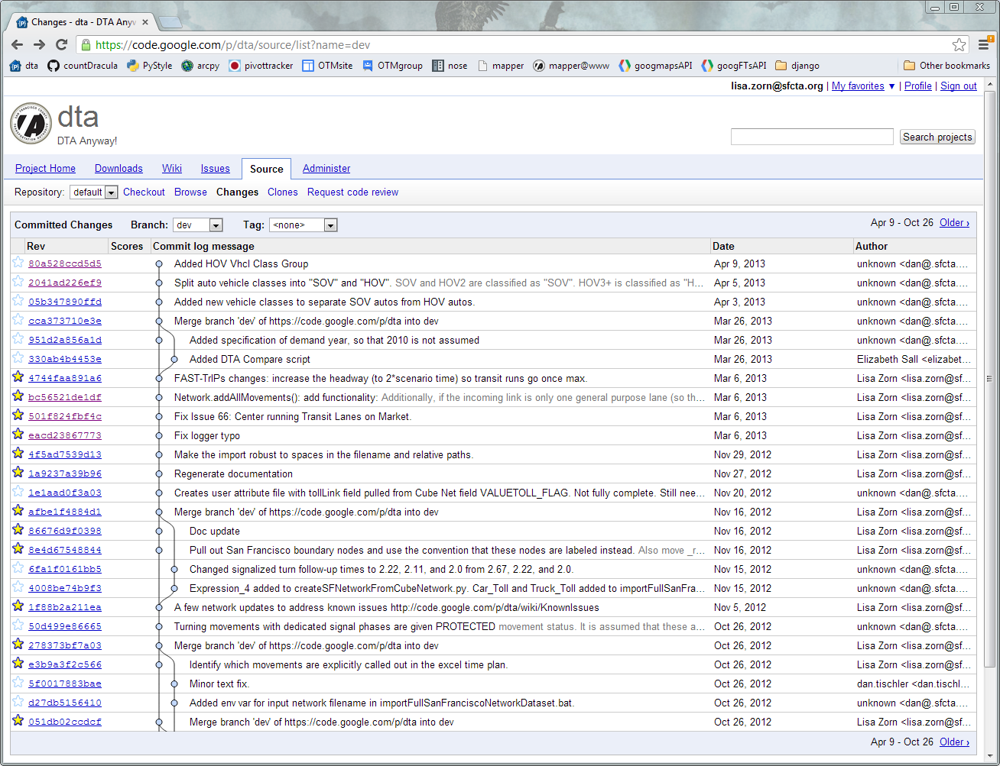 Changes - dta - DTA Anyw
https://code.google.com/p/dta/source/list?name=dev
dta countDracula PyStyle arcpy pivottracker OTMsite OTMgroup nose mapper mapper@www googmapsAPI googFTsAPI django Other bookmarks
lisa.zorn@sfcta.org | My favorites ▼ | Profile | Sign out
dta
DTA Anyway!
Search projects
Project Home Downloads Wiki Issues Source Administer
Repository: default Checkout Browse Changes Clones Request code review
Committed Changes Branch: dev Tag: <none> Apr 9 - Oct 26 Older ›
Rev Scores Commit log message Date Author
80a528ccd5d5 Added HOV Vhcl Class Group Apr 9, 2013 unknown <dan@.sfcta....
2041ad226ef9 Split auto vehicle classes into "SOV" and "HOV". SOV and HOV2 are classified as "SOV". HOV3+ is classified as "H... Apr 5, 2013 unknown <dan@.sfcta....
05b347890ffd Added new vehicle classes to separate SOV autos from HOV autos. Apr 3, 2013 unknown <dan@.sfcta....
cca373710e3e Merge branch 'dev' of https://code.google.com/p/dta into dev Mar 26, 2013 unknown <dan@.sfcta....
951d2a856a1d Added specification of demand year, so that 2010 is not assumed Mar 26, 2013 unknown <dan@.sfcta....
330ab4b4453e Added DTA Compare script Mar 26, 2013 Elizabeth Sall <elizabet...
4744faa891a6 FAST-TrIPs changes: increase the headway (to 2*scenario time) so transit runs go once max. Mar 6, 2013 Lisa Zorn <lisa.zorn@sf...
bc56521de1df Network.addAllMovements(): add functionality: Additionally, if the incoming link is only one general purpose lane (so th... Mar 6, 2013 Lisa Zorn <lisa.zorn@sf...
501f824fbf4c Fix Issue 66: Center running Transit Lanes on Market. Mar 6, 2013 Lisa Zorn <lisa.zorn@sf...
eacd23867773 Fix logger typo Mar 6, 2013 Lisa Zorn <lisa.zorn@sf...
4f5ad7539d13 Make the import robust to spaces in the filename and relative paths. Nov 29, 2012 Lisa Zorn <lisa.zorn@sf...
1a9237a39b96 Regenerate documentation Nov 27, 2012 Lisa Zorn <lisa.zorn@sf...
1e1aad0f3a03 Creates user attribute file with tollLink field pulled from Cube Net field VALUETOLL_FLAG. Not fully complete. Still nee... Nov 20, 2012 unknown <dan@.sfcta....
afbe1f4884d1 Merge branch 'dev' of https://code.google.com/p/dta into dev Nov 16, 2012 Lisa Zorn <lisa.zorn@sf...
86676d9f0398 Doc update Nov 16, 2012 Lisa Zorn <lisa.zorn@sf...
8e4d67548844 Pull out San Francisco boundary nodes and use the convention that these nodes are labeled instead. Also move _r... Nov 16, 2012 Lisa Zorn <lisa.zorn@sf...
6fa1f0161bb5 Changed signalized turn follow-up times to 2.22, 2.11, and 2.0 from 2.67, 2.22, and 2.0. Nov 15, 2012 unknown <dan@.sfcta....
4008be74b9f3 Expression_4 added to createSFNetworkFromCubeNetwork.py. Car_Toll and Truck_Toll added to importFullSanFra... Nov 15, 2012 unknown <dan@.sfcta....
1f88b2a211ea A few network updates to address known issues http://code.google.com/p/dta/wiki/KnownIssues Nov 5, 2012 Lisa Zorn <lisa.zorn@sf...
50d499e86665 Turning movements with dedicated signal phases are given PROTECTED movement status. It is assumed that these a... Oct 26, 2012 unknown <dan@.sfcta....
278373bf7a03 Merge branch 'dev' of https://code.google.com/p/dta into dev Oct 26, 2012 Lisa Zorn <lisa.zorn@sf...
e3b9a3f2c566 Identify which movements are explicitly called out in the excel time plan. Oct 26, 2012 Lisa Zorn <lisa.zorn@sf...
5f0017883bae Minor text fix. Oct 26, 2012 dan.tischler <dan.tischl...
d27db5156410 Added env var for input network filename in importFullSanFranciscoNetworkDataset.bat. Oct 26, 2012 unknown <dan@.sfcta....
051db02ccdcf Merge branch 'dev' of https://code.google.com/p/dta into dev Oct 26, 2012 Lisa Zorn <lisa.zorn@sf...
Apr 9 - Oct 26 Older ›